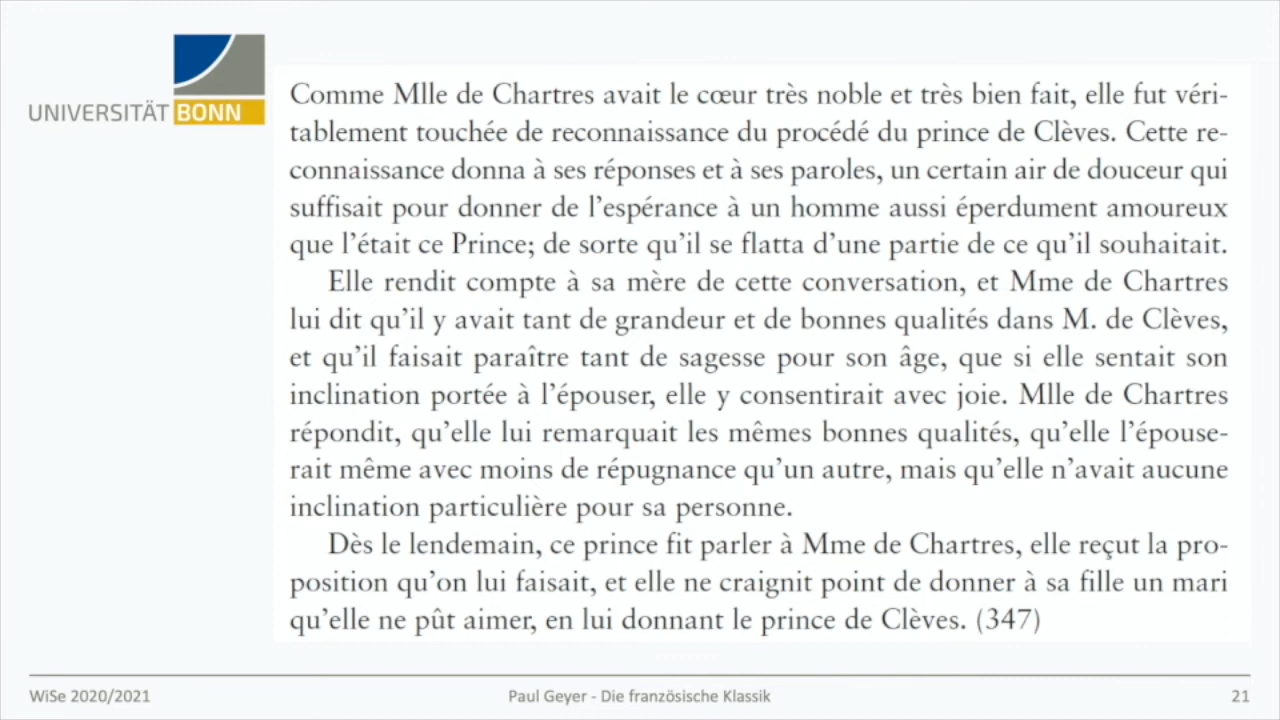 UNIVERSITÄT BONN
Comme Mlle de Chartres avait le cœur très noble et très bien fait, elle fut véri-
tablement touchée de reconnaissance du procédé du prince de Clèves. Cette re-
connaissance donna à ses réponses et à ses paroles, un certain air de douceur qui
suffisait pour donner de l’espérance à un homme aussi éperdument amoureux
que l’était ce Prince; de sorte qu’il se flatta d’une partie de ce qu’il souhaitait.
Elle rendit compte à sa mère de cette conversation, et Mme de Chartres
lui dit qu’il y avait tant de grandeur et de bonnes qualités dans M. de Clèves,
et qu’il faisait paraître tant de sagesse pour son âge, que si elle sentait son
inclination portée à l’épouser, elle y consentirait avec joie. Mlle de Chartres
répondit, qu’elle lui remarquait les mêmes bonnes qualités, qu’elle l’épouse-
rait même avec moins de répugnance qu’un autre, mais qu’elle n’avait aucune
inclination particulière pour sa personne.
Dès le lendemain, ce prince fit parler à Mme de Chartres, elle reçut la pro-
position qu’on lui faisait, et elle ne craignit point de donner à sa fille un mari
qu’elle ne pût aimer, en lui donnant le prince de Clèves. (347)
WiSe 2020/2021
Paul Geyer - Die französische Klassik
21